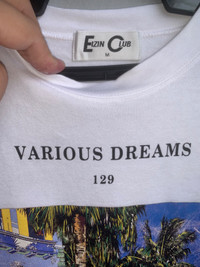 EIZIN CLUB
M
VARIOUS DREAMS
129